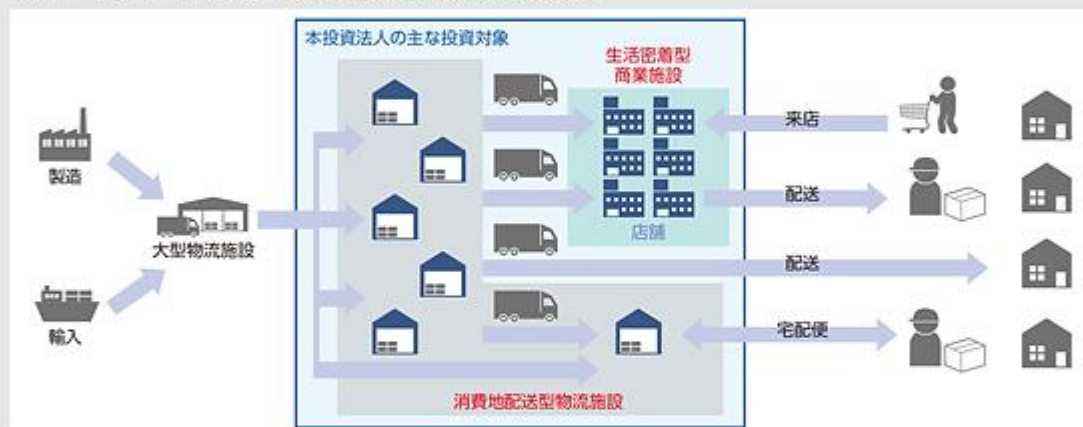 本投資法人の主な投資対象
生活密着型
商業施設
製造
大型物流施設
輸入
店舗
来店
配送
配送
宅配便
消費地配送型物流施設